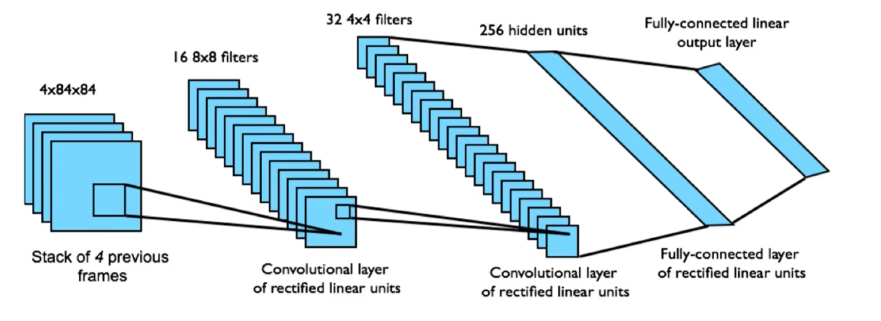 4x84x84
Stack of 4 previous
frames
16 8x8 filters
Convolutional layer
of rectified linear units
32 4x4 filters
Convolutional layer
of rectified linear units
256 hidden units
Fully-connected layer
of rectified linear units
Fully-connected linear
output layer